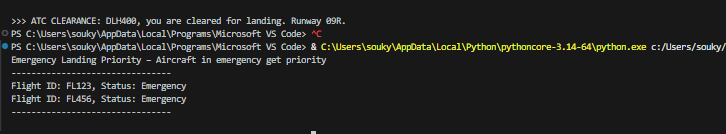 >>> ATC CLEARANCE: DLH400, you are cleared for landing. Runway 09R.
PS C:\Users\souky\AppData\Local\Programs\Microsoft VS Code> ^C
PS C:\Users\souky\AppData\Local\Programs\Microsoft VS Code> & C:\Users\souky\AppData\Local\Python\pythoncore-3.14-64\python.exe c:/Users/souky/
Emergency Landing Priority – Aircraft in emergency get priority
--------------------------------
Flight ID: FL123, Status: Emergency
Flight ID: FL456, Status: Emergency
--------------------------------